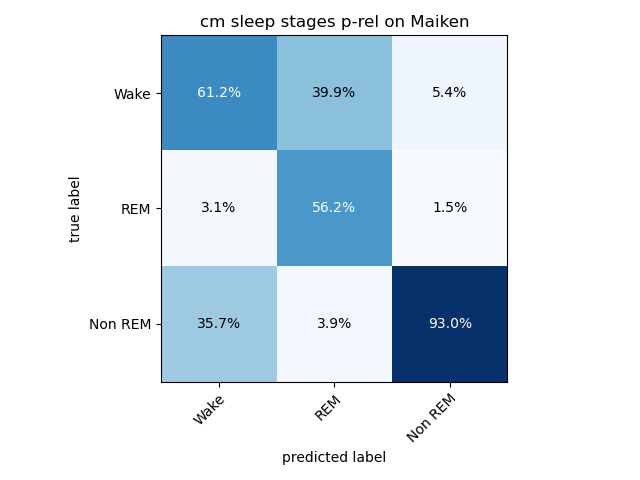 cm sleep stages p-rel on Maiken
Wake 61.2% 39.9% 5.4%
REM 3.1% 56.2% 1.5%
Non REM 35.7% 3.9% 93.0%
true label
Wake REM Non REM
predicted label